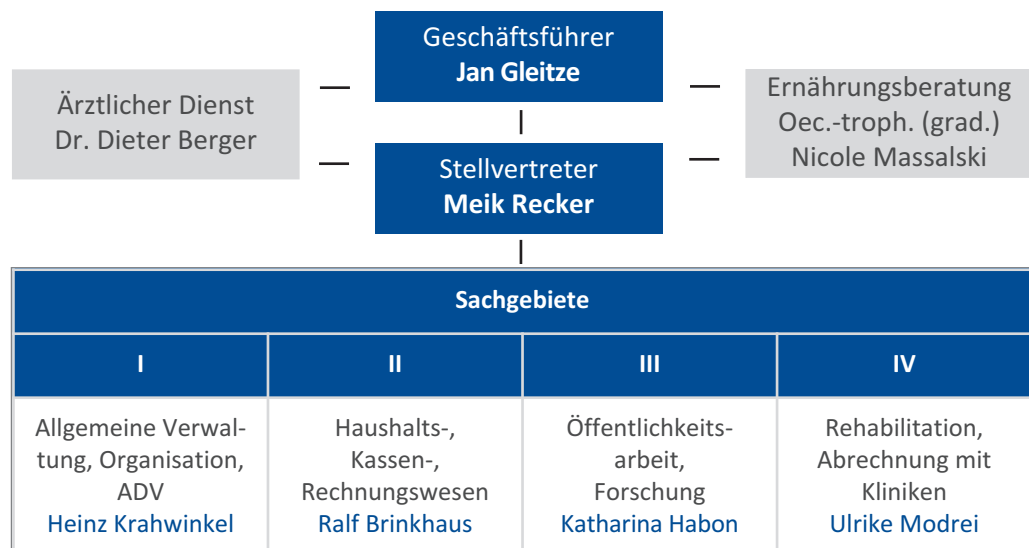 Geschäftsführer
Jan Gleitze
Ärztlicher Dienst
Dr. Dieter Berger
Ernährungsberatung
Oec.-troph. (grad.)
Nicole Massalski
Stellvertreter
Meik Recker
Sachgebiete
I
II
III
IV
Allgemeine Verwal-
tung, Organisation,
ADV
Heinz Krahwinkel
Haushalts-,
Kassen-,
Rechnungswesen
Ralf Brinkhaus
Öffentlichkeits-
arbeit,
Forschung
Katharina Habon
Rehabilitation,
Abrechnung mit
Kliniken
Ulrike Modrei